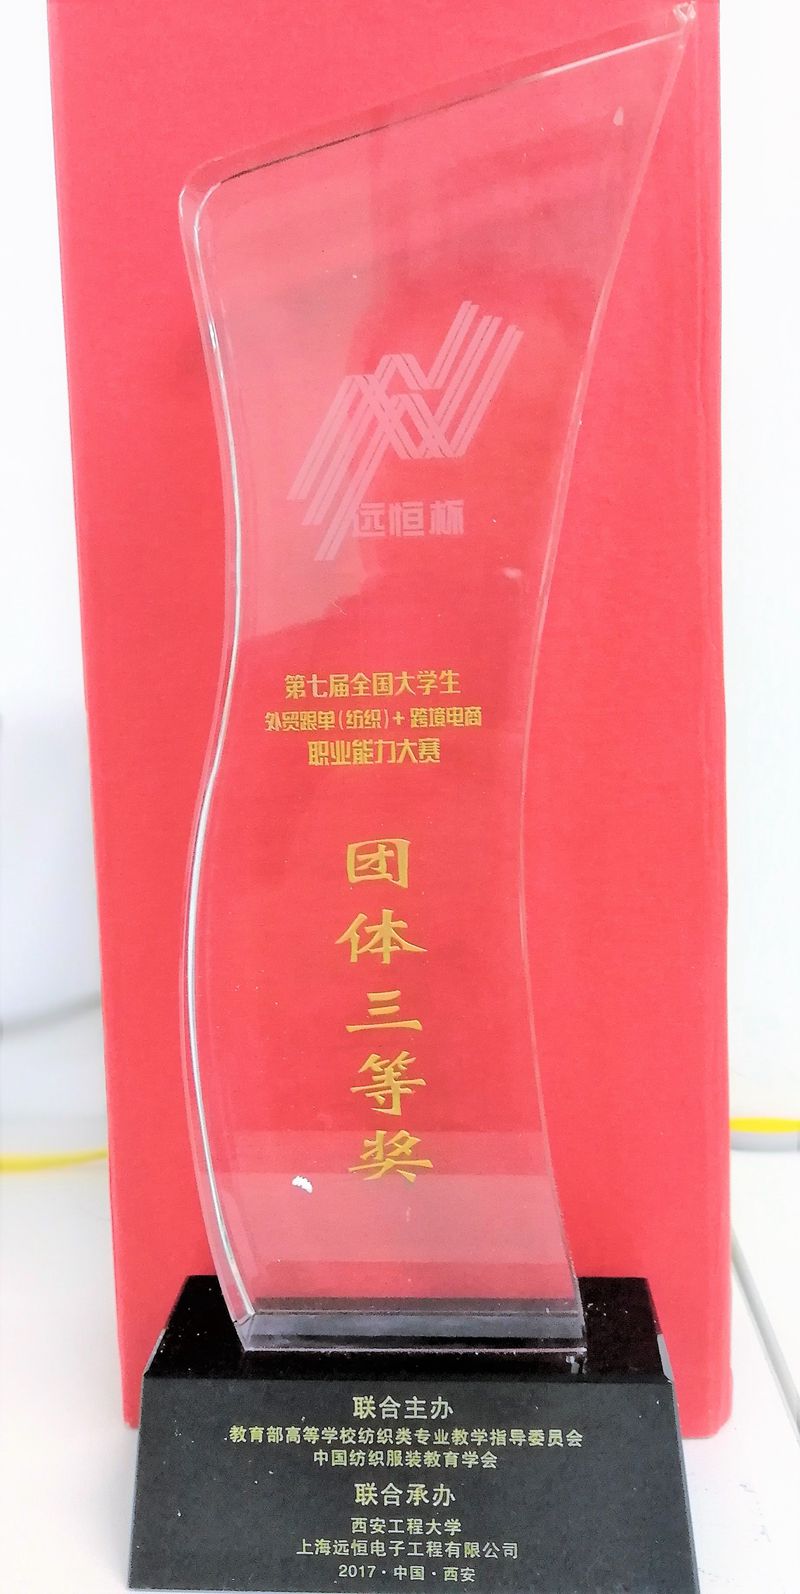 远恒杯
第七届全国大学生
外贸跟单(纺织)+跨境电商
职业能力大赛
团
体
三
等
奖
联合主办
教育部高等学校纺织类专业教学指导委员会
中国纺织服装教育学会
联合承办
西安工程大学
上海远恒电子工程有限公司
2017·中国·西安